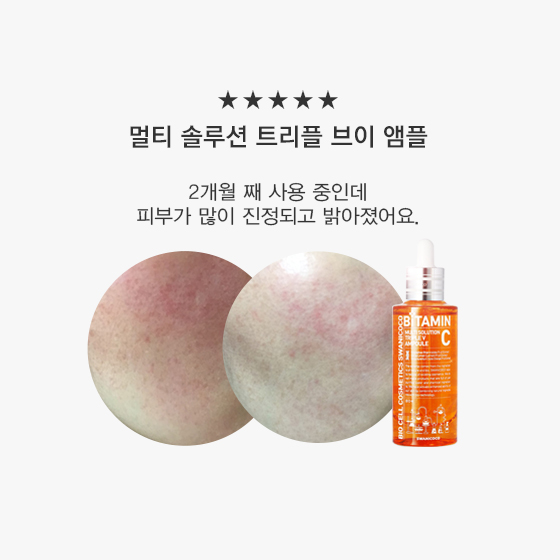 ★★★★★
멀티 솔루션 트리플 브이 앰플
2개월 째 사용 중인데
피부가 많이 진정되고 밝아졌어요.
BIO CELL COSMETICS SWANICOCO
B:TAMIN
C
MULTI SOLUTION
TRIPLE V
AMPOULE
SWANICOCO